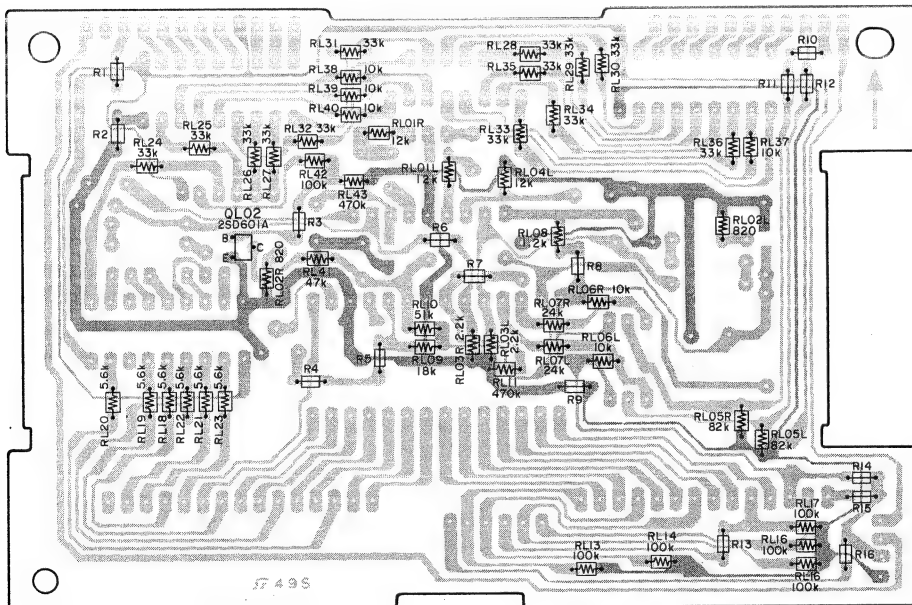 RL31 33k
RL38 10k
RL39 10k
RL40 10k
RL01R
12k
RL28 33k
RL35 33k
RL29 33k
RL30 33k
R10
R11
R12
R1
R2
RL24
33k
RL25
33k
RL26 33k
RL27 33k
RL32 33k
RL42
100k
RL43
470k
RL01L
12k
RL33
33k
RL34
33k
RL04L
12k
RL36
33k
RL37
10k
QL02
2SD601A
B
C
E
R3
RL02R 820
RL41
47k
R6
R7
RL08
12k
R8
RL02L
820
RL06R 10k
RL07R
24k
RL06L
10k
RL07L
24k
RL10
51k
RL09
18k
RL03R 2.2k
RL03L
2.2k
RL11
470k
R4
R5
R9
RL20 5.6k
RL19 5.6k
RL18 5.6k
RL22 5.6k
RL21 5.6k
RL23 5.6k
RL05R
82k
RL05L
82k
R14
R15
RL17
100k
RL16
100k
RL16
100k
R13
R16
RL14
100k
RL13
100k
49S